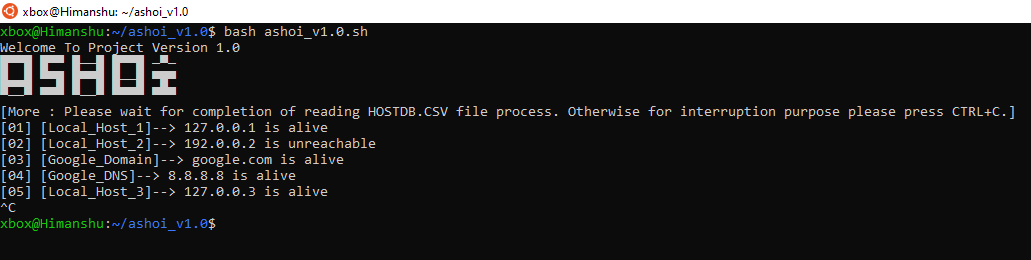 xbox@Himanshu: ~/ashoi_v1.0
xbox@Himanshu:~/ashoi_v1.0$ bash ashoi_v1.0.sh
Welcome To Project Version 1.0
ASHOi
[More : Please wait for completion of reading HOSTDB.CSV file process. Otherwise for interruption purpose please press CTRL+C.]
[01] [Local_Host_1]--> 127.0.0.1 is alive
[02] [Local_Host_2]--> 192.0.0.2 is unreachable
[03] [Google_Domain]--> google.com is alive
[04] [Google_DNS]--> 8.8.8.8 is alive
[05] [Local_Host_3]--> 127.0.0.3 is alive
^C
xbox@Himanshu:~/ashoi_v1.0$